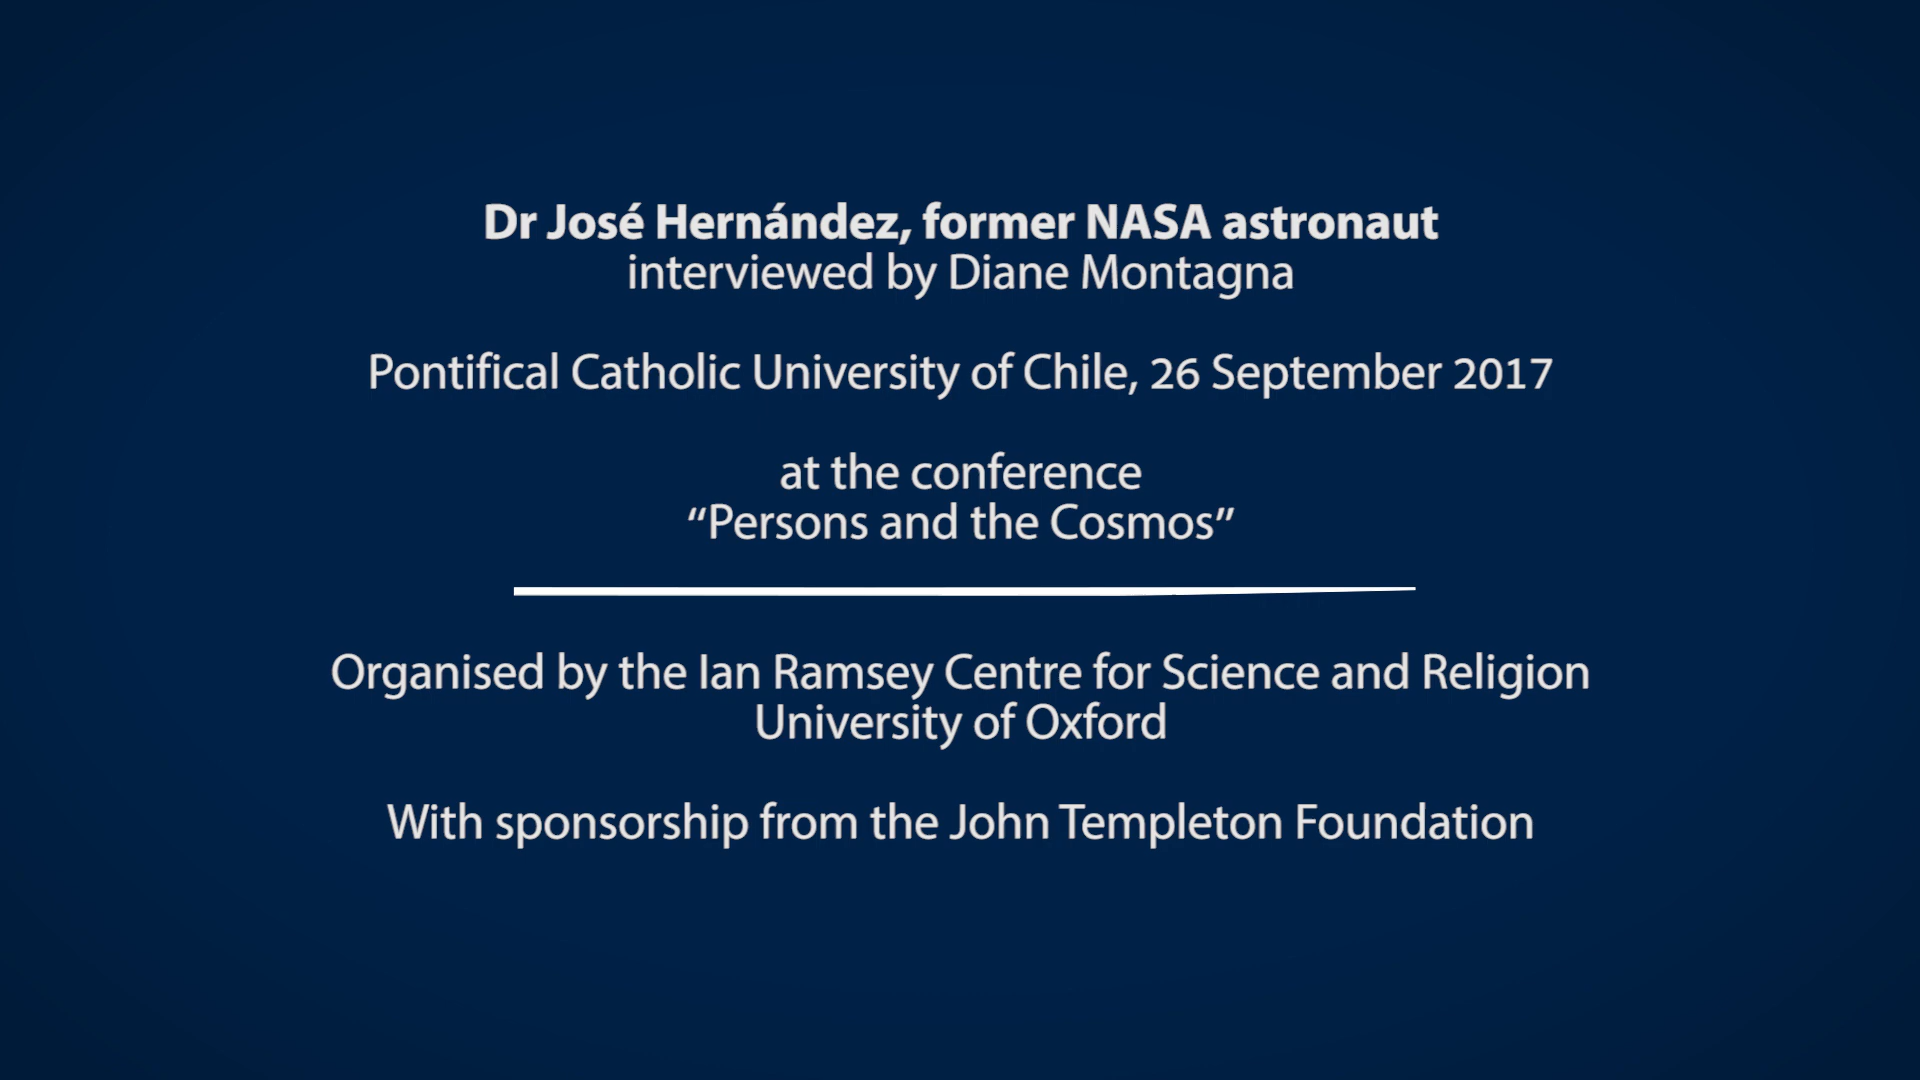 Dr José Hernández, former NASA astronaut
interviewed by Diane Montagna
Pontifical Catholic University of Chile, 26 September 2017
at the conference
“Persons and the Cosmos”
Organised by the Ian Ramsey Centre for Science and Religion
University of Oxford
With sponsorship from the John Templeton Foundation